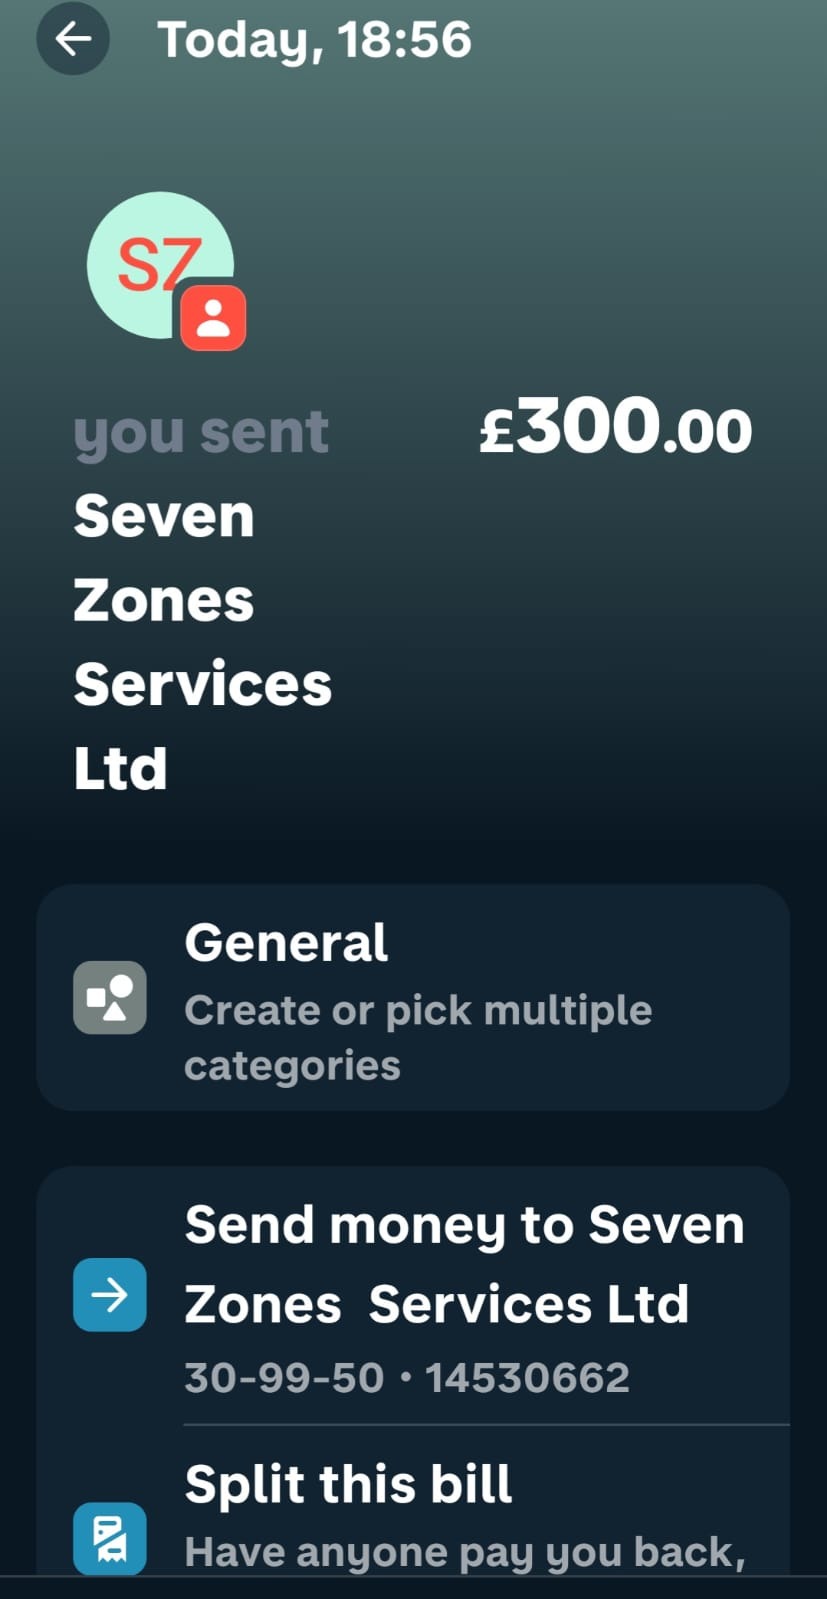 Today, 18:56
SZ
you sent £300.00
Seven
Zones
Services
Ltd
General
Create or pick multiple
categories
Send money to Seven
Zones  Services Ltd
30-99-50 • 14530662
Split this bill
Have anyone pay you back,